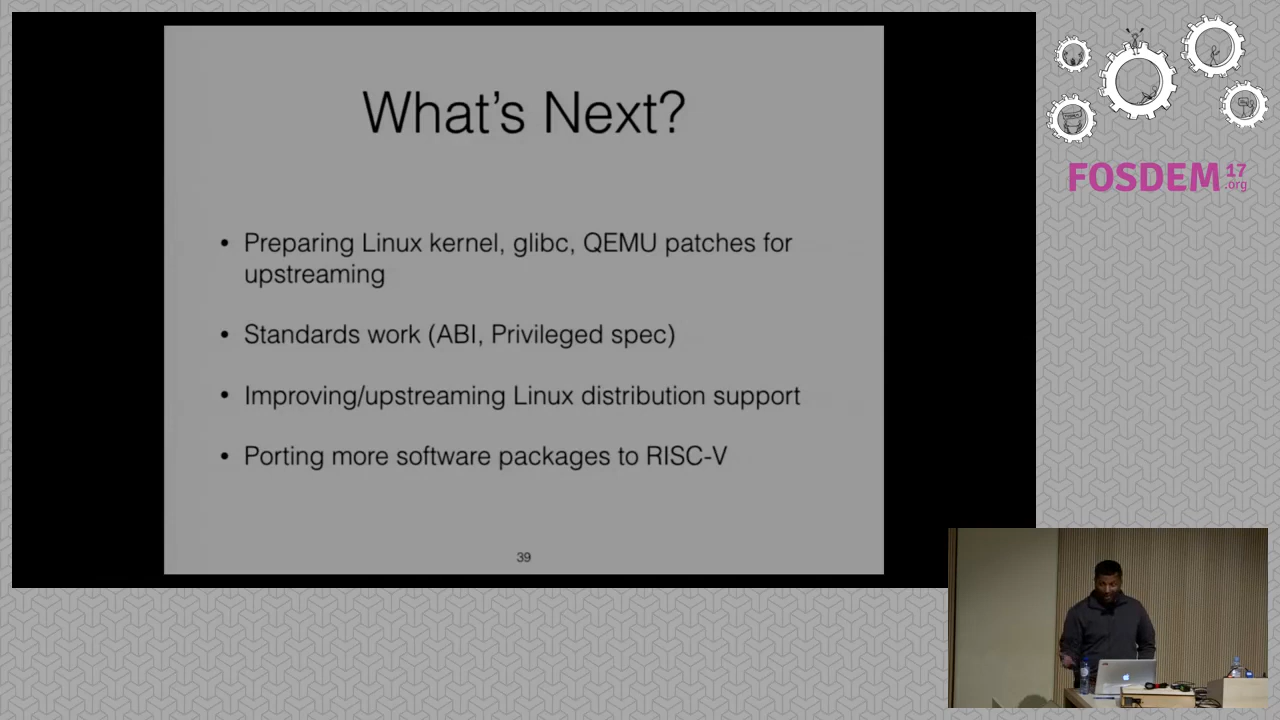 What's Next?
• Preparing Linux kernel, glibc, QEMU patches for
upstreaming
• Standards work (ABI, Privileged spec)
• Improving/upstreaming Linux distribution support
• Porting more software packages to RISC-V
39
FOSDEM 17
.org